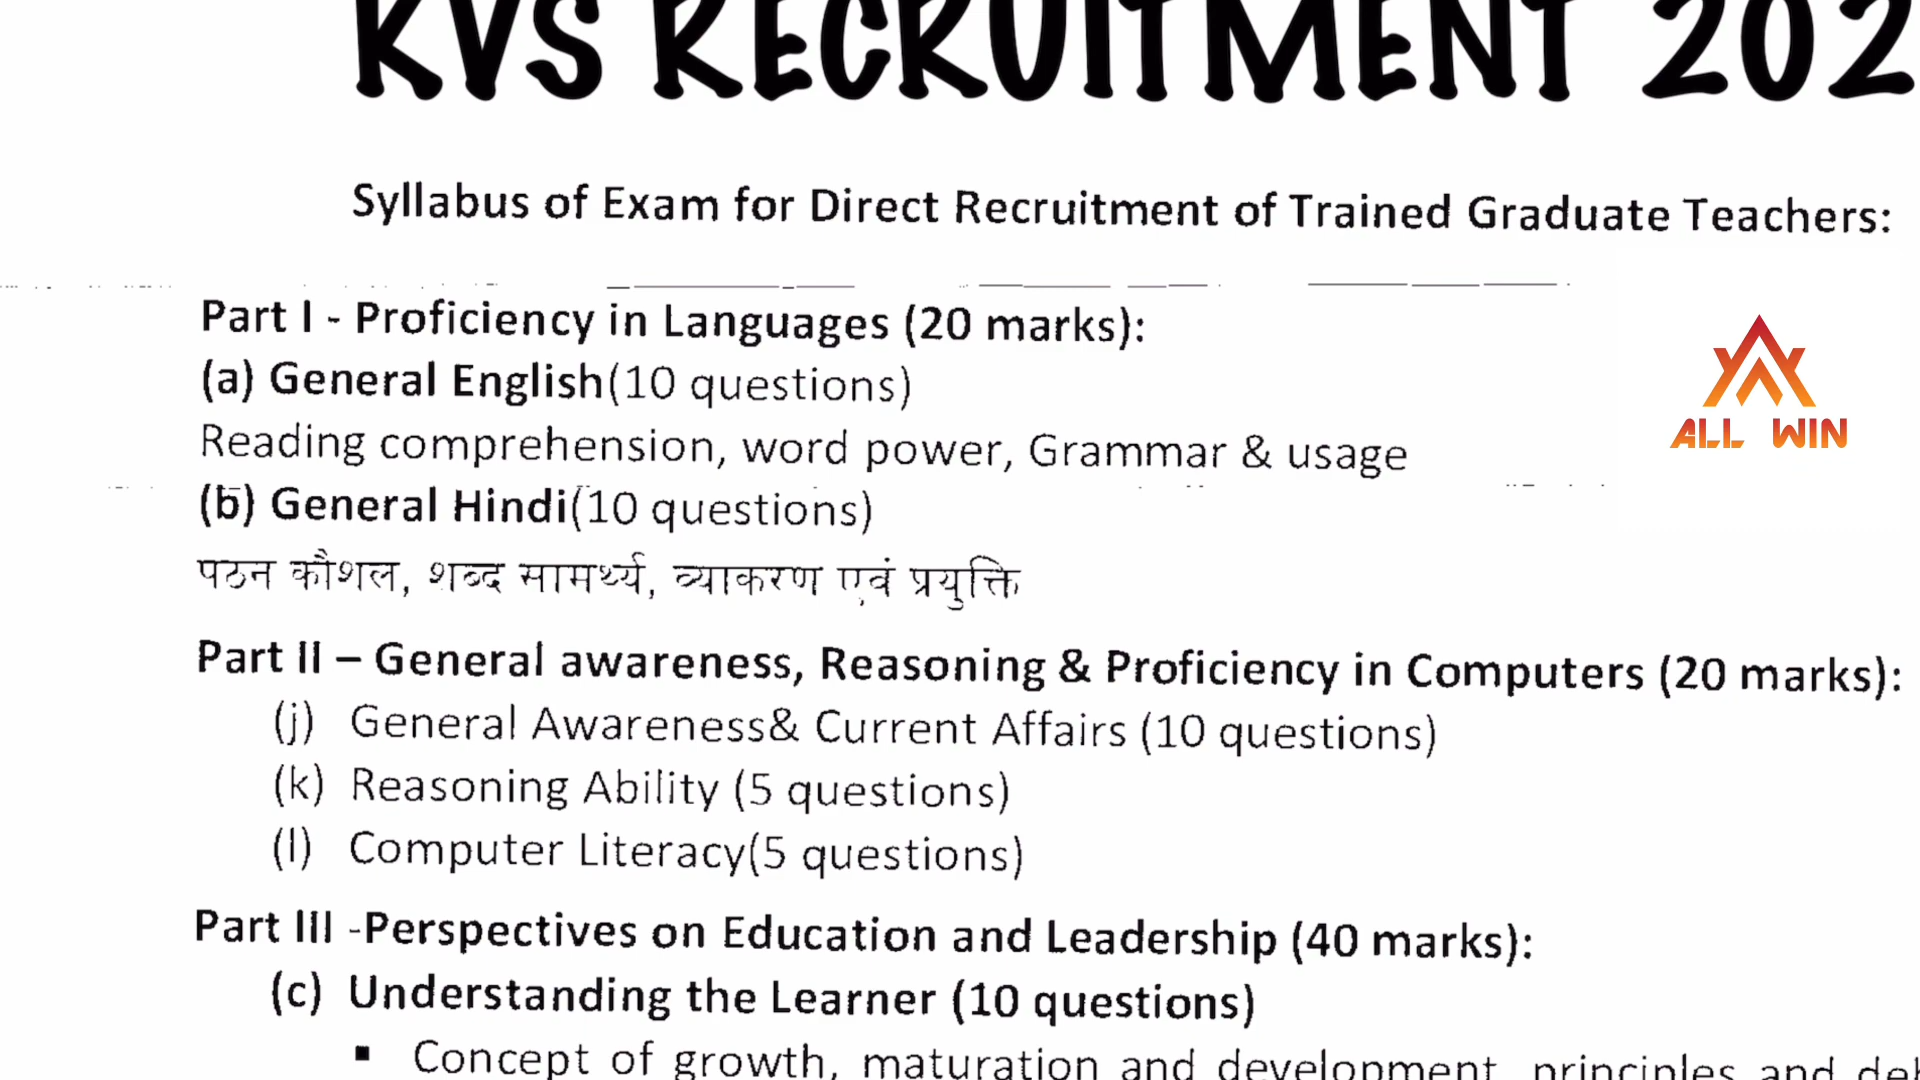 KVS RECRUITMENT 202
Syllabus of Exam for Direct Recruitment of Trained Graduate Teachers:
Part I - Proficiency in Languages (20 marks):
(a) General English(10 questions)
Reading comprehension, word power, Grammar & usage
ALL WIN
(b) General Hindi(10 questions)
पठन कौशल, शब्द सामर्थ्य, व्याकरण एवं प्रयुक्ति
Part II – General awareness, Reasoning & Proficiency in Computers (20 marks):
(j) General Awareness& Current Affairs (10 questions)
(k) Reasoning Ability (5 questions)
(l) Computer Literacy(5 questions)
Part III -Perspectives on Education and Leadership (40 marks):
(c) Understanding the Learner (10 questions)
▪ Concept of growth, maturation and development, principles and